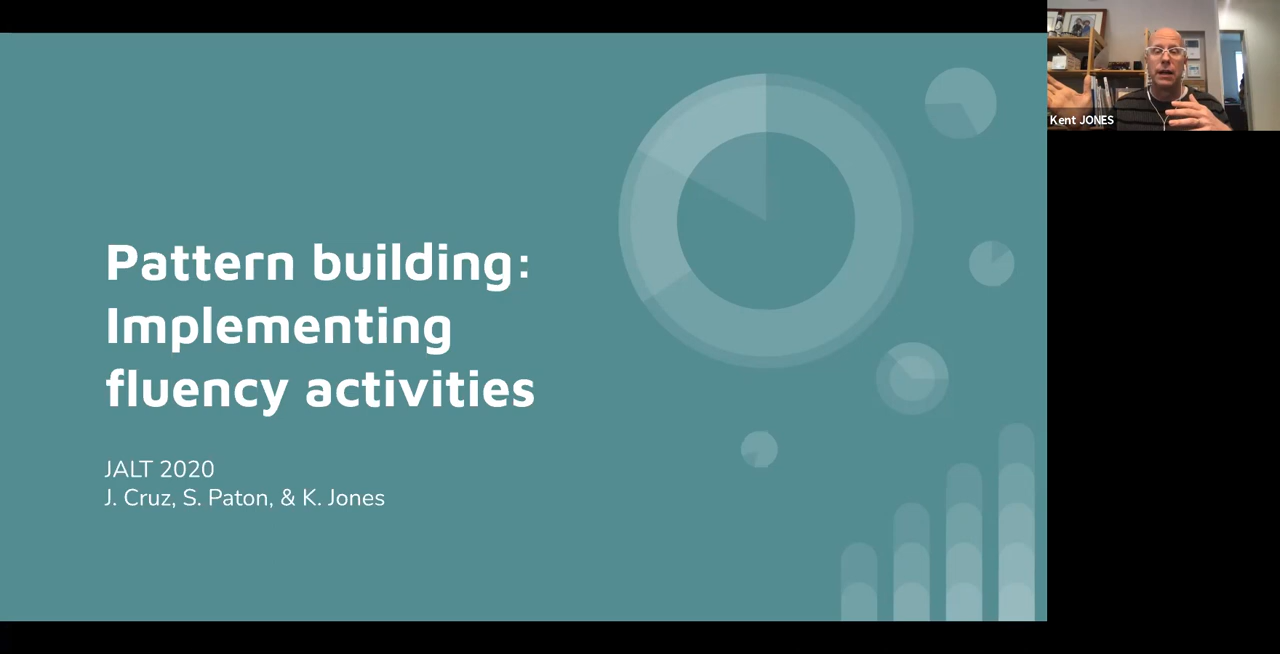 Pattern building:
Implementing
fluency activities
JALT 2020
J. Cruz, S. Paton, & K. Jones
Kent JONES